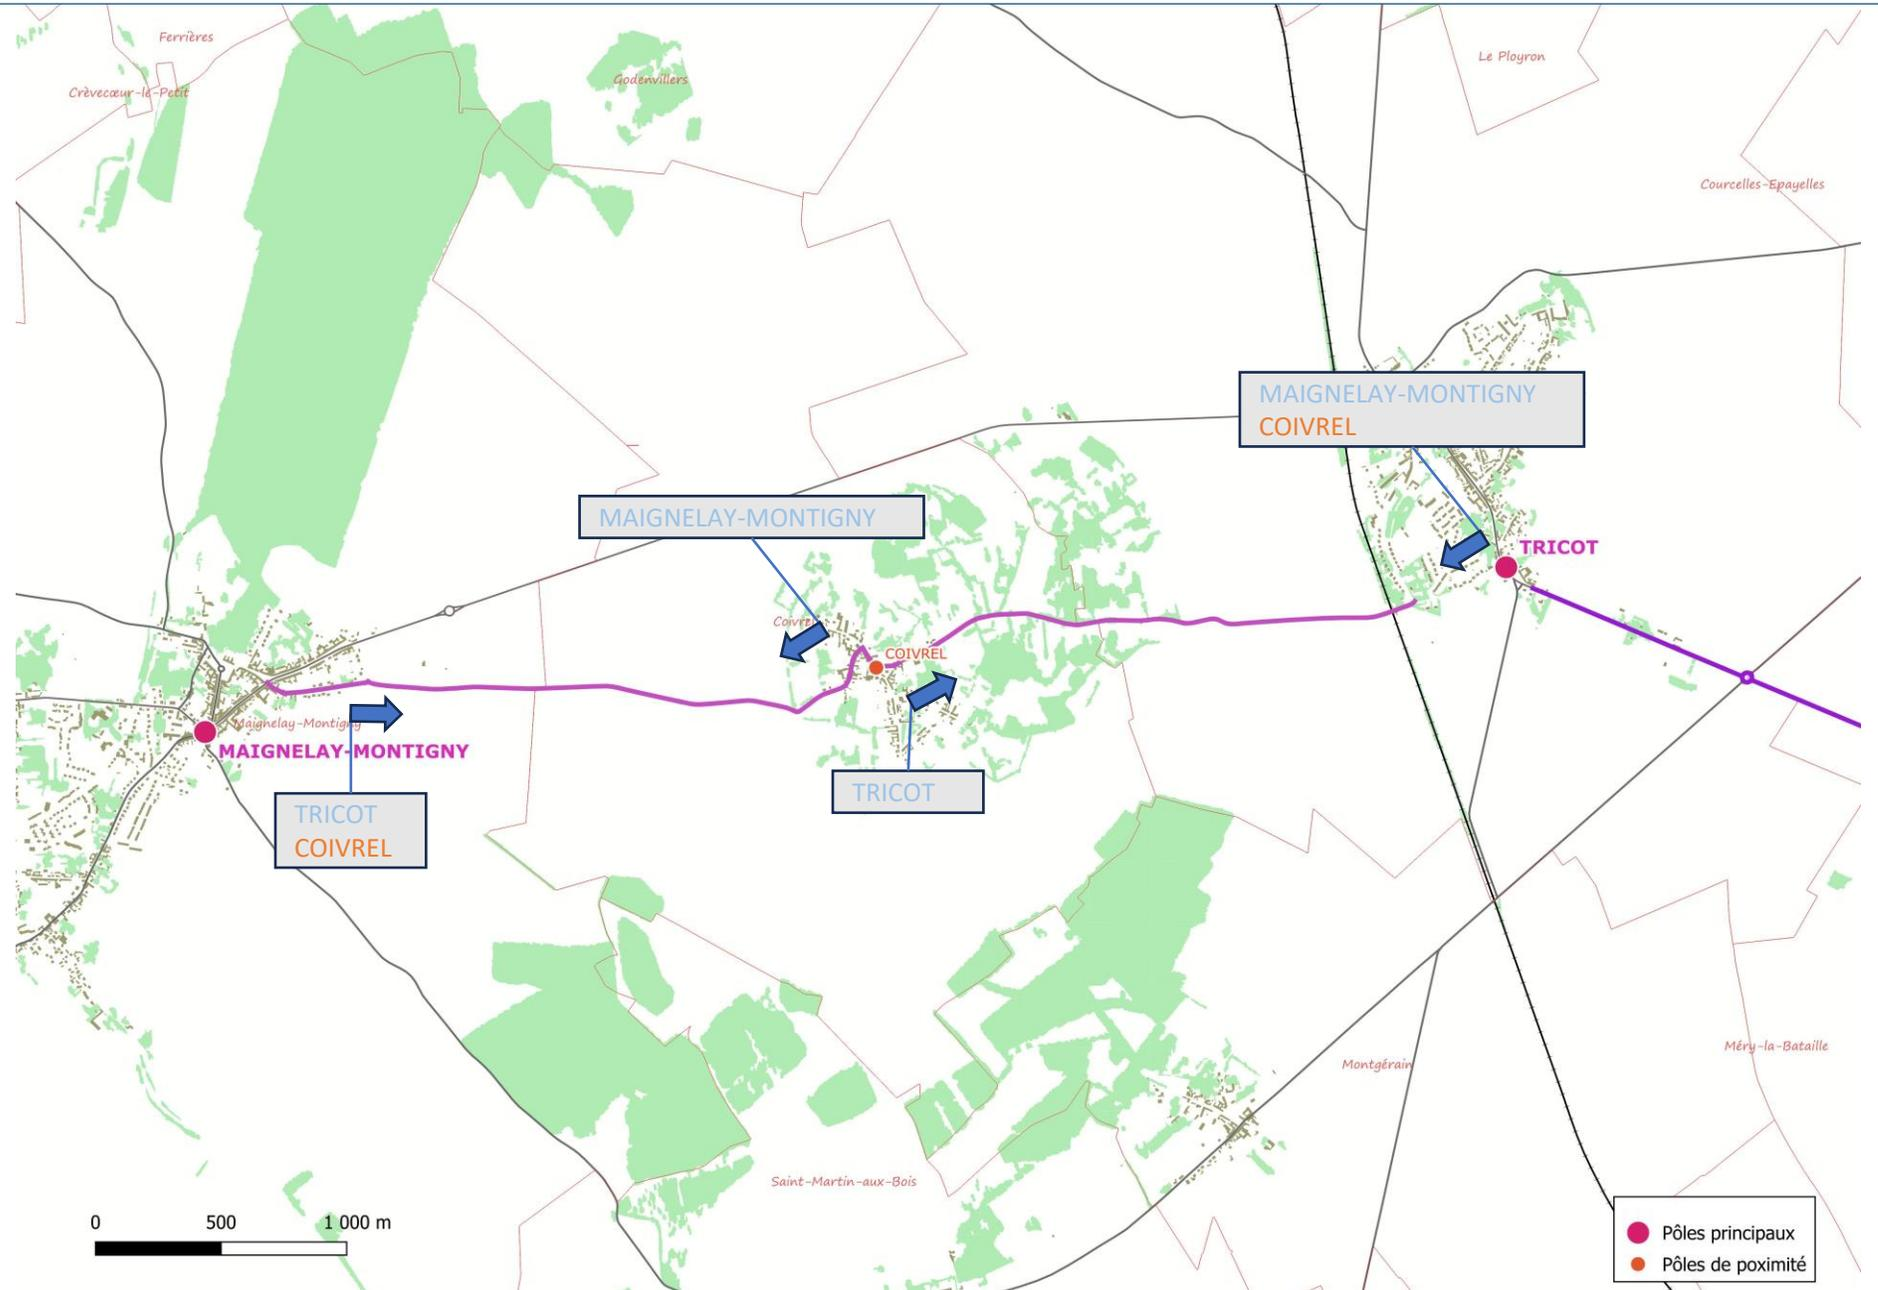 Ferrières
Crèvecœur-le-Petit
Godenvillers
Le Ployron
Courcelles-Epayelles
MAIGNELAY-MONTIGNY
COIVREL
MAIGNELAY-MONTIGNY
TRICOT
Coivrel
COIVREL
Maignelay-Montigny
MAIGNELAY-MONTIGNY
TRICOT
TRICOT
COIVREL
Montgérain
Méry-la-Bataille
Saint-Martin-aux-Bois
0 500 1 000 m
Pôles principaux
Pôles de poximité